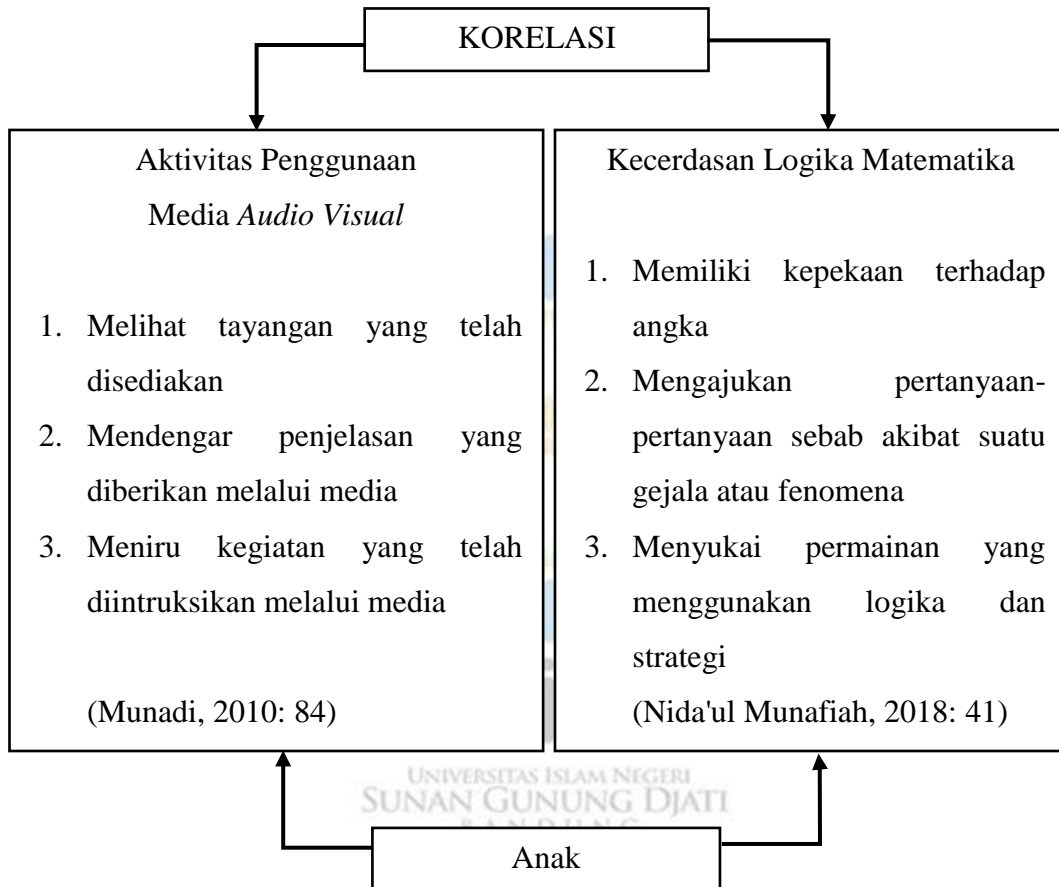 KORELASI
Aktivitas Penggunaan
Media Audio Visual
1. Melihat tayangan yang telah
disediakan
2. Mendengar penjelasan yang
diberikan melalui media
3. Meniru kegiatan yang telah
diintruksikan melalui media
(Munadi, 2010: 84)
Kecerdasan Logika Matematika
1. Memiliki kepekaan terhadap
angka
2. Mengajukan pertanyaan-
pertanyaan sebab akibat suatu
gejala atau fenomena
3. Menyukai permainan yang
menggunakan logika dan
strategi
(Nida'ul Munafiah, 2018: 41)
UNIVERSITAS ISLAM NEGERI
SUNAN GUNUNG DJATI
BANDUNG
Anak